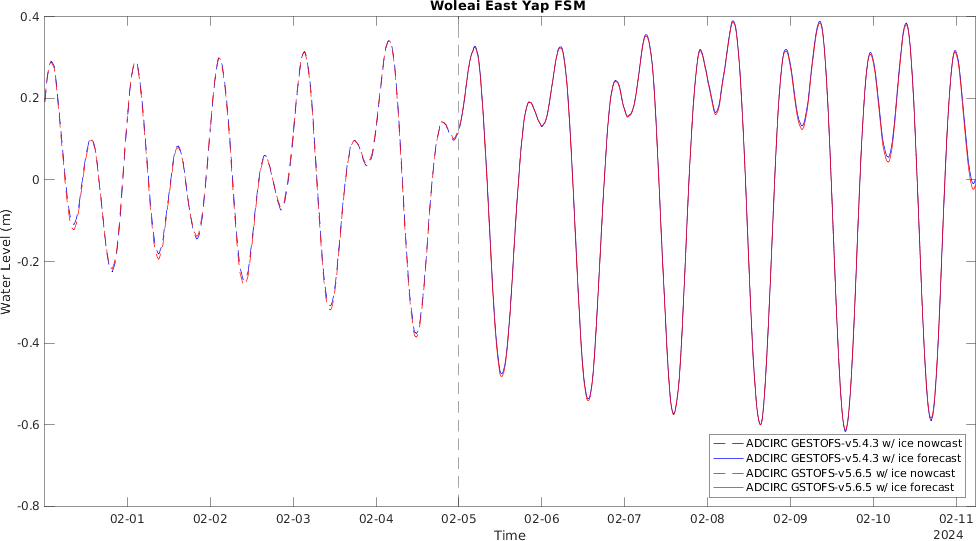 Woleai East Yap FSM
0.4
0.2
0
-0.2
-0.4
-0.6
-0.8
Water Level (m)
ADCIRC GESTOFS-v5.4.3 w/ ice nowcast
ADCIRC GESTOFS-v5.4.3 w/ ice forecast
ADCIRC GSTOFS-v5.6.5 w/ ice nowcast
ADCIRC GSTOFS-v5.6.5 w/ ice forecast
02-01 02-02 02-03 02-04 02-05 02-06 02-07 02-08 02-09 02-10 02-11
Time
2024